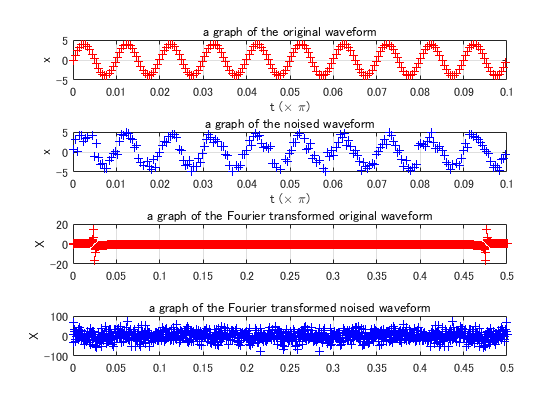 a graph of the original waveform
5
0
−5
x
0 0.01 0.02 0.03 0.04 0.05 0.06 0.07 0.08 0.09 0.1
t (× π)
a graph of the noised waveform
5
0
−5
x
0 0.01 0.02 0.03 0.04 0.05 0.06 0.07 0.08 0.09 0.1
t (× π)
a graph of the Fourier transformed original waveform
20
0
−20
X
0 0.05 0.1 0.15 0.2 0.25 0.3 0.35 0.4 0.45 0.5
a graph of the Fourier transformed noised waveform
100
0
−100
X
0 0.05 0.1 0.15 0.2 0.25 0.3 0.35 0.4 0.45 0.5